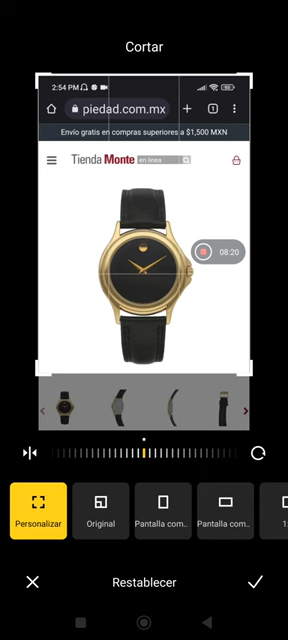 Cortar
2:54 PM
piedad.com.mx
1
Envío gratis en compras superiores a $1,500 MXN
Tienda Monte en línea
08:20
Personalizar
Original
Pantalla com..
Pantalla com..
1:
Restablecer